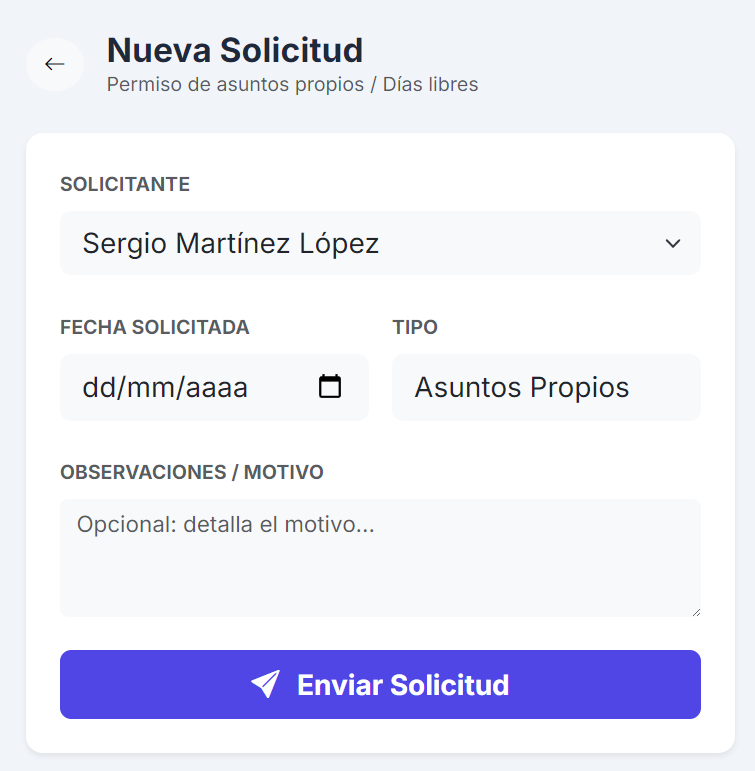 Nueva Solicitud
Permiso de asuntos propios / Días libres
SOLICITANTE
Sergio Martínez López
FECHA SOLICITADA
dd/mm/aaaa
TIPO
Asuntos Propios
OBSERVACIONES / MOTIVO
Opcional: detalla el motivo...
Enviar Solicitud